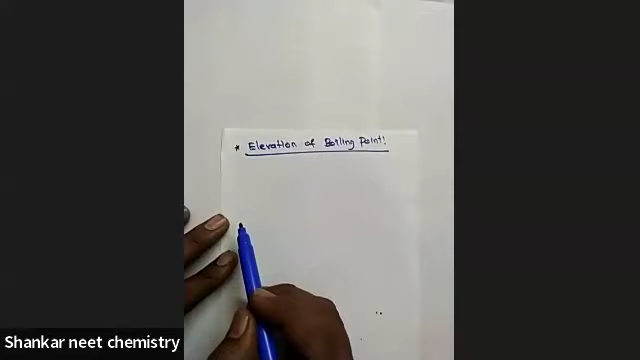 * Elevation of Boiling Point!
Shankar neet chemistry